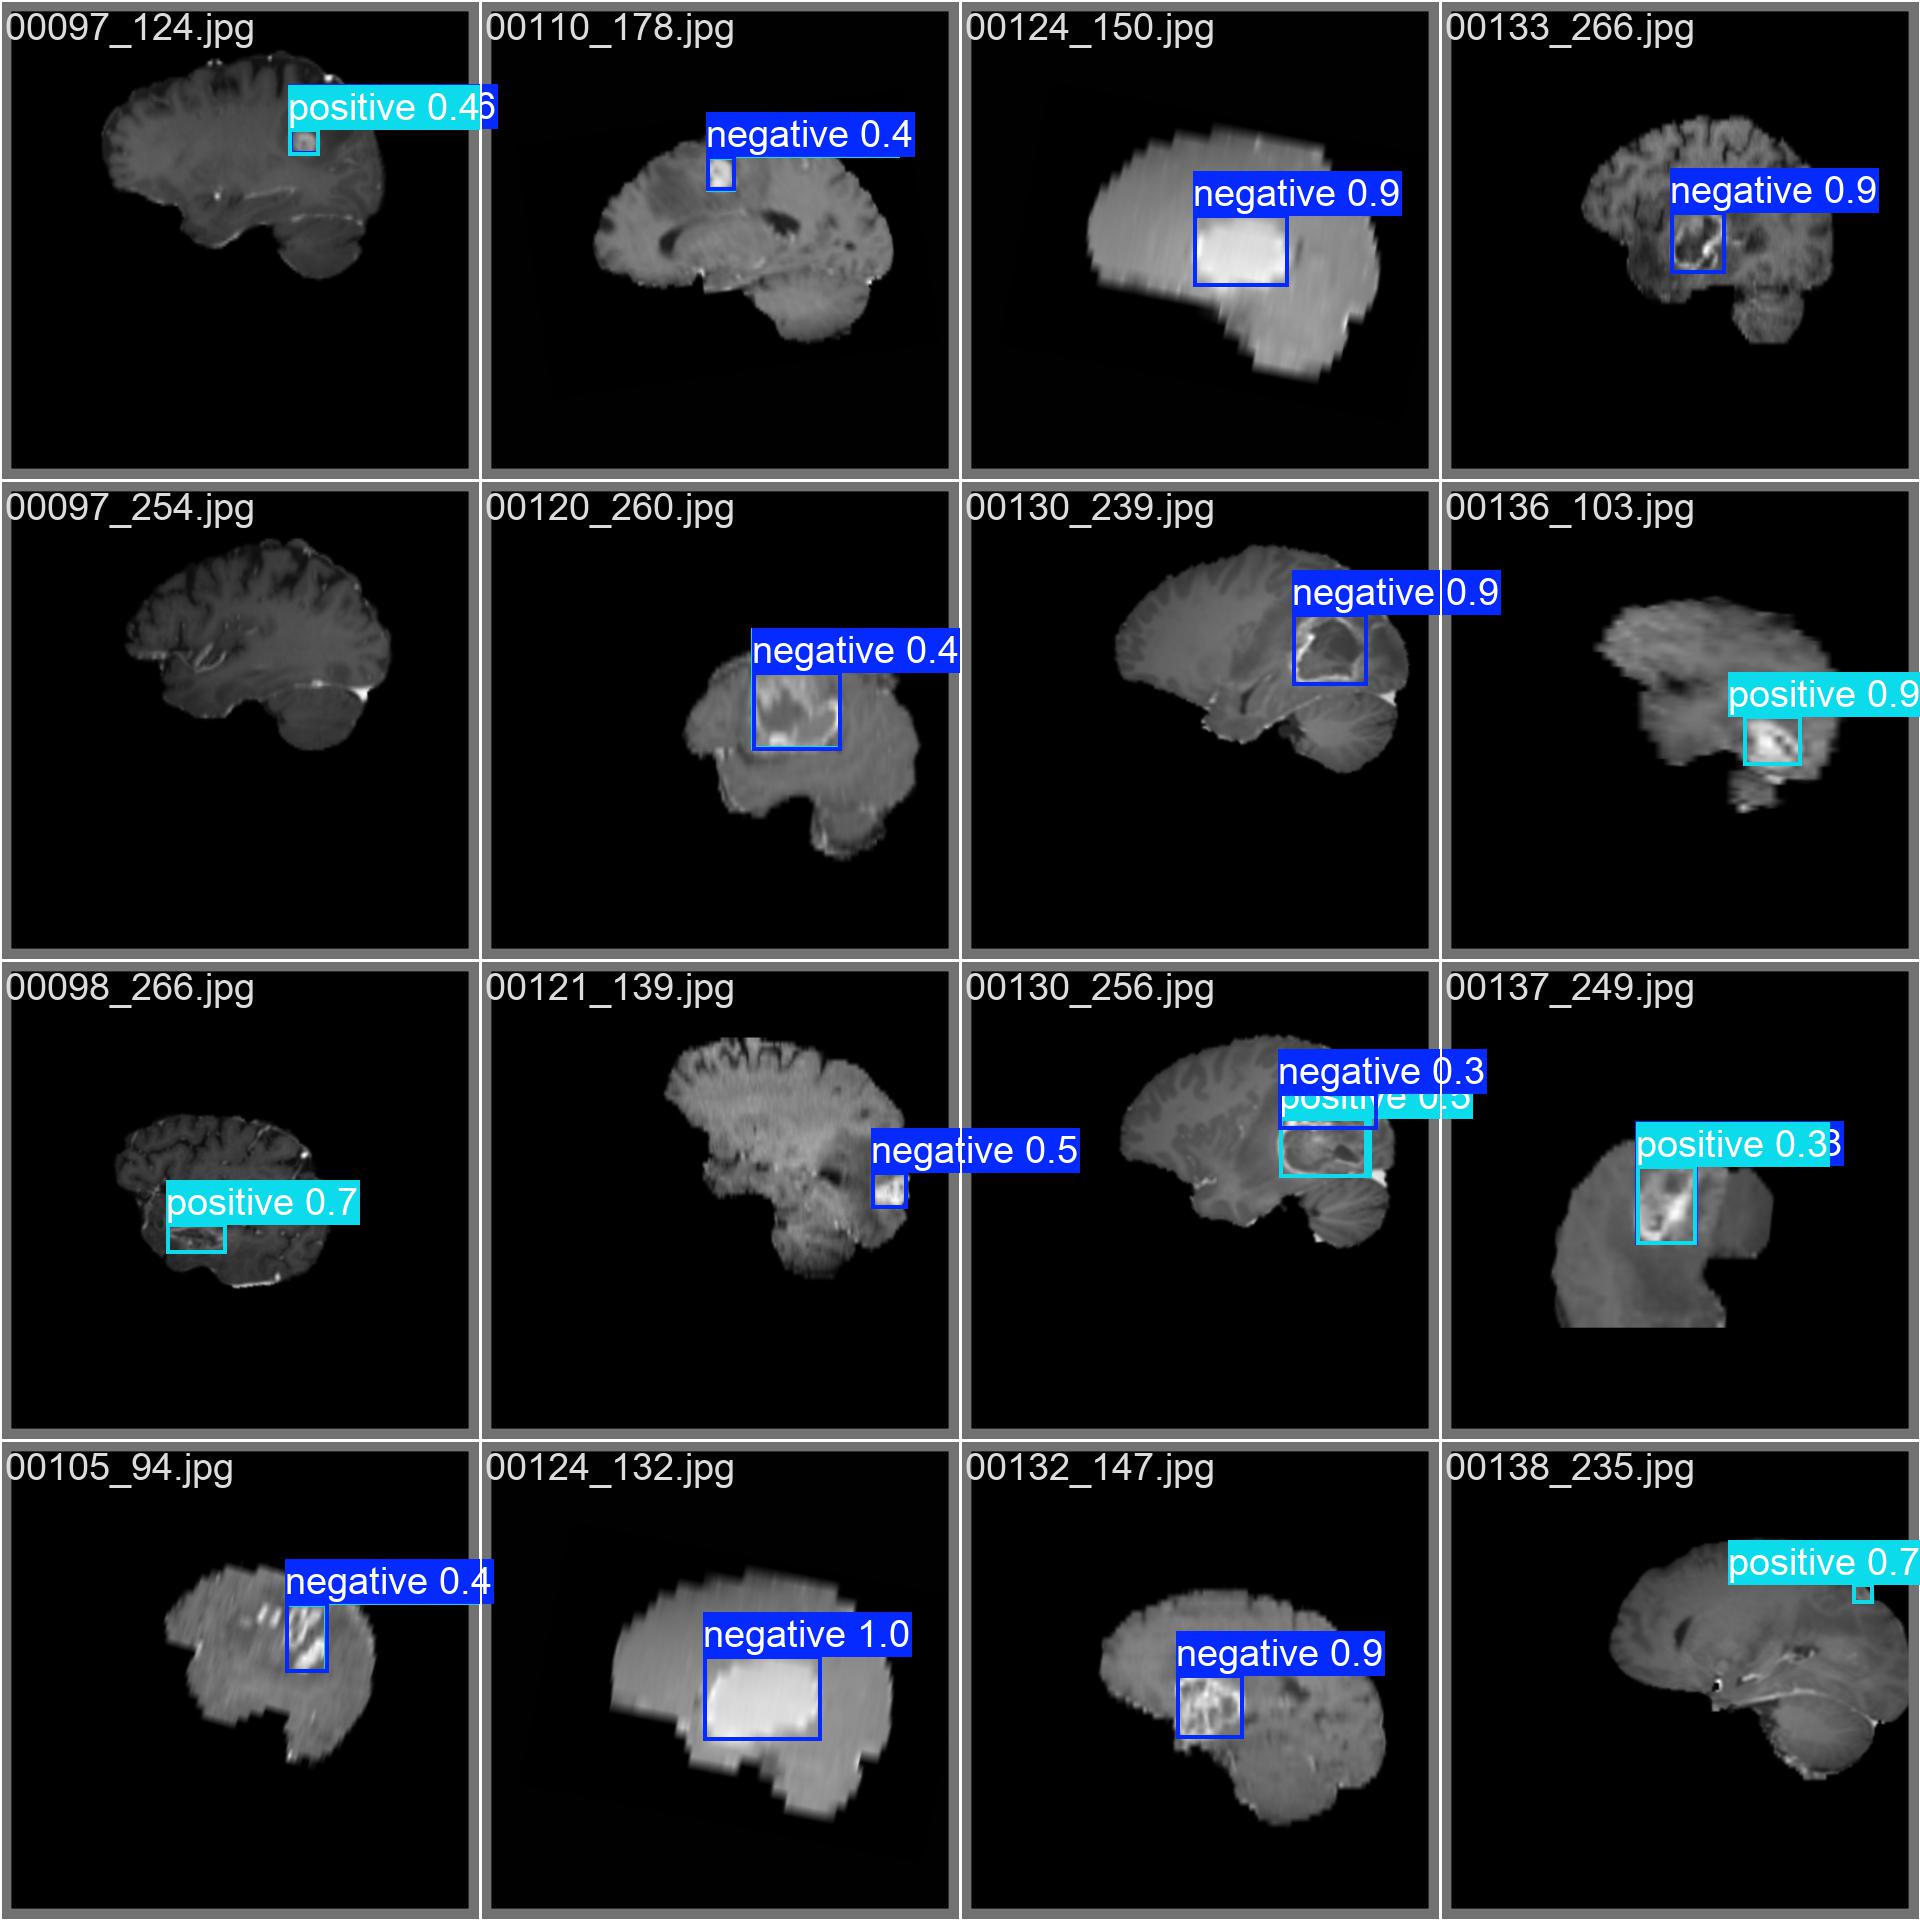 00097_124.jpg
positive 0.46
00110_178.jpg
negative 0.4
00124_150.jpg
negative 0.9
00133_266.jpg
negative 0.9
00097_254.jpg
00120_260.jpg
negative 0.4
00130_239.jpg
negative 0.9
00136_103.jpg
positive 0.9
00098_266.jpg
positive 0.7
00121_139.jpg
negative 0.5
00130_256.jpg
negative 0.3
positive 0.5
00137_249.jpg
positive 0.3
00105_94.jpg
negative 0.4
00124_132.jpg
negative 1.0
00132_147.jpg
negative 0.9
00138_235.jpg
positive 0.7